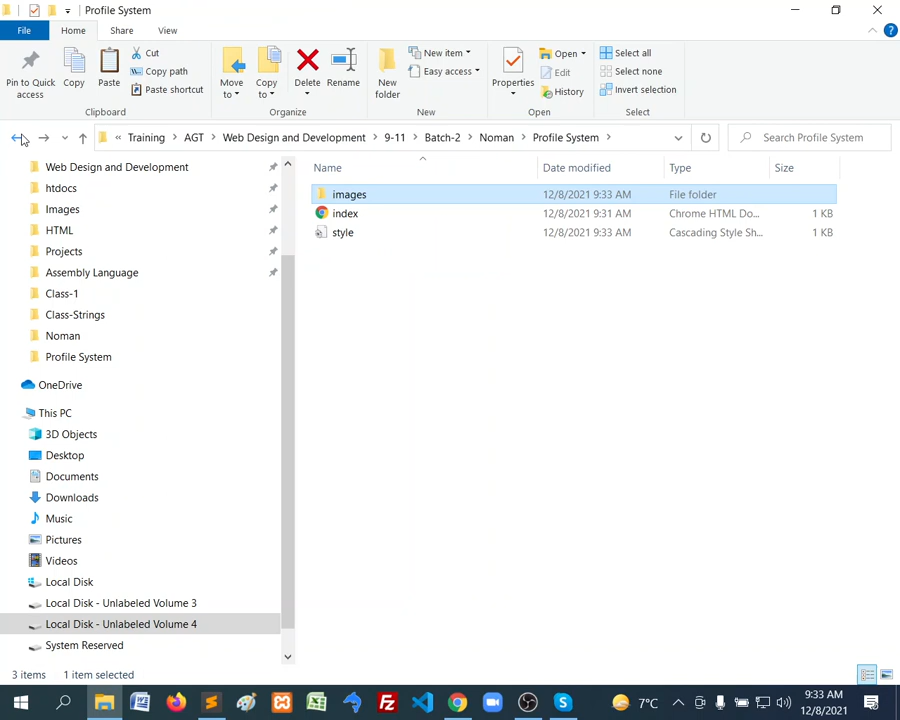 Profile System
File Home Share View
Pin to Quick access
Copy
Paste
Cut
Copy path
Paste shortcut
Clipboard
Move to
Copy to
Delete
Rename
Organize
New folder
New item
Easy access
New
Properties
Open
Edit
History
Open
Select all
Select none
Invert selection
Select
« Training > AGT > Web Design and Development > 9-11 > Batch-2 > Noman > Profile System >
Search Profile System
Web Design and Development
htdocs
Images
HTML
Projects
Assembly Language
Class-1
Class-Strings
Noman
Profile System
OneDrive
This PC
3D Objects
Desktop
Documents
Downloads
Music
Pictures
Videos
Local Disk
Local Disk - Unlabeled Volume 3
Local Disk - Unlabeled Volume 4
System Reserved
Name Date modified Type Size
images 12/8/2021 9:33 AM File folder
index 12/8/2021 9:31 AM Chrome HTML Do... 1 KB
style 12/8/2021 9:33 AM Cascading Style Sh... 1 KB
3 items 1 item selected
7°C
9:33 AM
12/8/2021